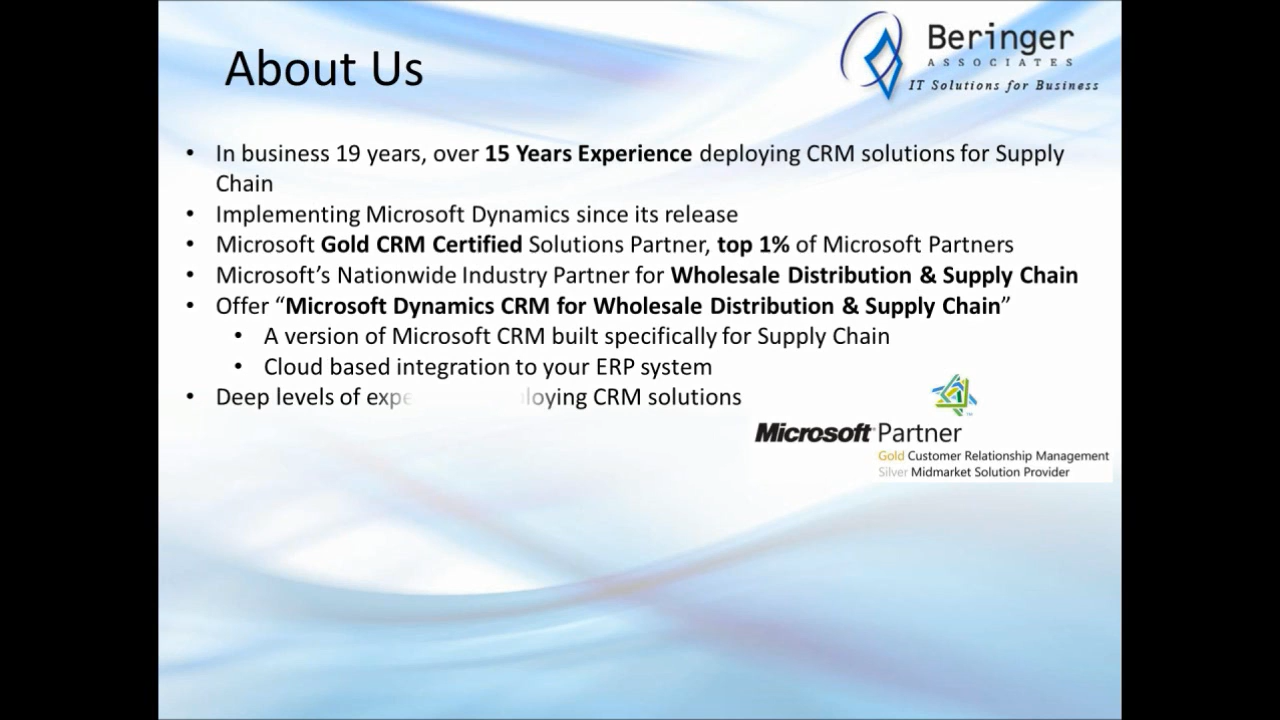 About Us
Beringer
ASSOCIATES
IT Solutions for Business
• In business 19 years, over 15 Years Experience deploying CRM solutions for Supply
Chain
• Implementing Microsoft Dynamics since its release
• Microsoft Gold CRM Certified Solutions Partner, top 1% of Microsoft Partners
• Microsoft’s Nationwide Industry Partner for Wholesale Distribution & Supply Chain
• Offer “Microsoft Dynamics CRM for Wholesale Distribution & Supply Chain”
• A version of Microsoft CRM built specifically for Supply Chain
• Cloud based integration to your ERP system
• Deep levels of CRM solutions
Microsoft Partner
Gold Customer Relationship Management
Silver Midmarket Solution Provider